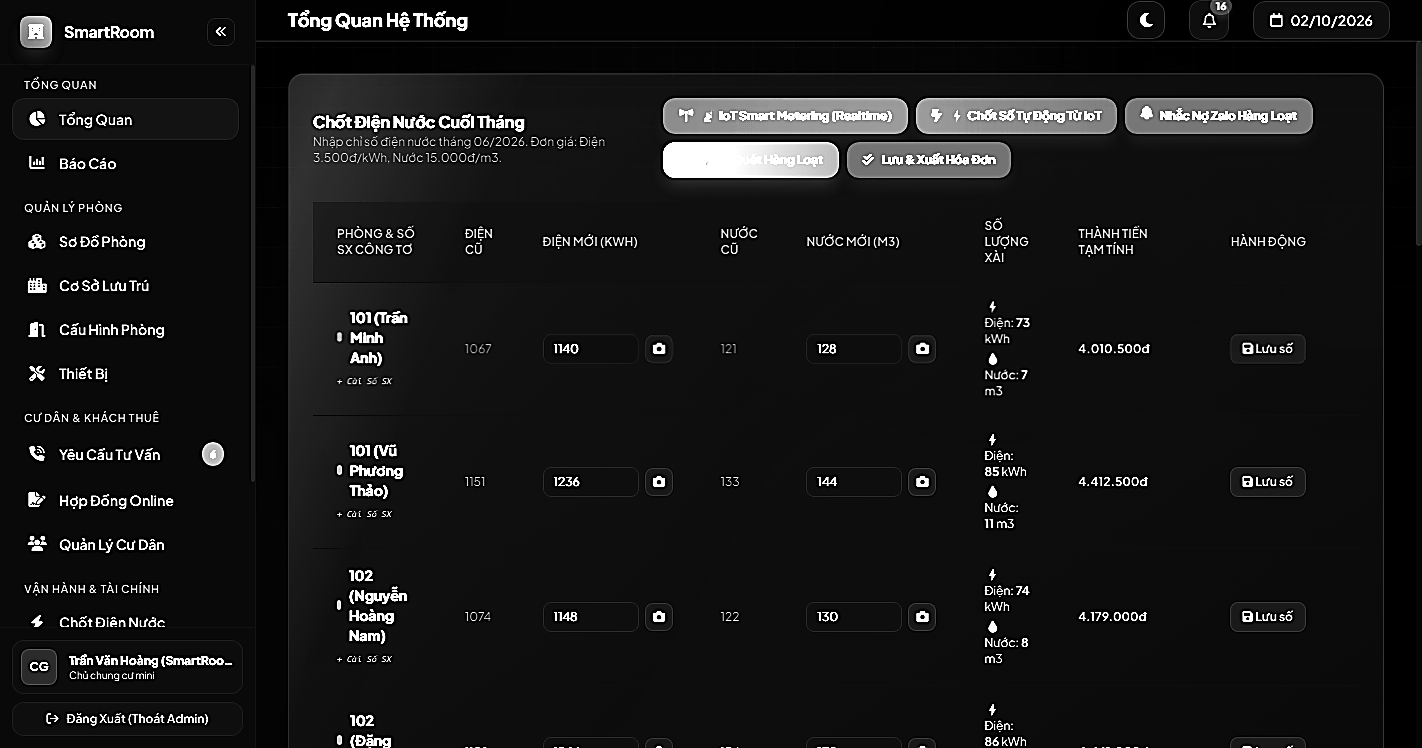 SmartRoom
TỔNG QUAN
Tổng Quan
Báo Cáo
QUẢN LÝ PHÒNG
Sơ Đồ Phòng
Cơ Sở Lưu Trú
Cấu Hình Phòng
Thiết Bị
CƯ DÂN & KHÁCH THUÊ
Yêu Cầu Tư Vấn
6
Hợp Đồng Online
Quản Lý Cư Dân
VẬN HÀNH & TÀI CHÍNH
Chốt Điện Nước
CG
Trần Văn Hoàng (SmartRoo...
Chủ chung cư mini
Đăng Xuất (Thoát Admin)
Tổng Quan Hệ Thống
16
02/10/2026
Chốt Điện Nước Cuối Tháng
Nhập chỉ số điện nước tháng 06/2026. Đơn giá: Điện
3.500đ/kWh, Nước 15.000đ/m3.
IoT Smart Metering (Realtime)
Chốt Số Tự Động Từ IoT
Nhắc Nợ Zalo Hàng Loạt
Hàng Loạt
Lưu & Xuất Hóa Đơn
PHÒNG & SỐ
SX CÔNG TƠ
ĐIỆN
CŨ
ĐIỆN MỚI (KWH)
NƯỚC
CŨ
NƯỚC MỚI (M3)
SỐ
LƯỢNG
XÀI
THÀNH TIỀN
TẠM TÍNH
HÀNH ĐỘNG
101 (Trần
Minh
Anh)
+ Cài Số SX
1067
1140
121
128
Điện: 73
kWh
Nước: 7
m3
4.010.500đ
Lưu số
101 (Vũ
Phương
Thảo)
+ Cài Số SX
1151
1236
133
144
Điện:
85 kWh
Nước:
11 m3
4.412.500đ
Lưu số
102
(Nguyễn
Hoàng
Nam)
+ Cài Số SX
1074
1148
122
130
Điện: 74
kWh
Nước: 8
m3
4.179.000đ
Lưu số
102
(Đặng
Điện:
86 kWh